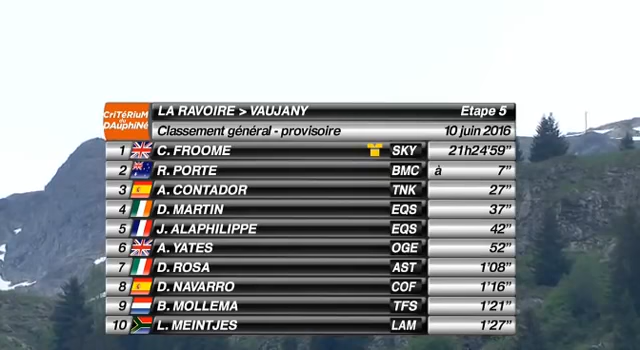 CriTéRiuM
DU
DAuphiNé
LA RAVOIRE > VAUJANY Etape 5
Classement général - provisoire 10 juin 2016
1 C. FROOME SKY 21h24'59''
2 R. PORTE BMC à 7''
3 A. CONTADOR TNK 27''
4 D. MARTIN EQS 37''
5 J. ALAPHILIPPE EQS 42''
6 A. YATES OGE 52''
7 D. ROSA AST 1'08''
8 D. NAVARRO COF 1'16''
9 B. MOLLEMA TFS 1'21''
10 L. MEINTJES LAM 1'27''